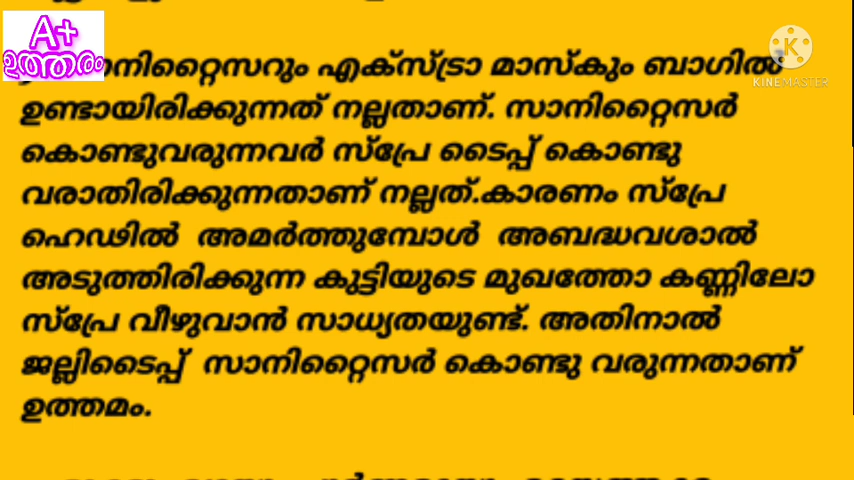 A+
ഉത്തരം
K
KINEMASTER
സാനിറ്റൈസറും എക്സ്ട്രാ മാസ്കും ബാഗിൽ
ഉണ്ടായിരിക്കുന്നത് നല്ലതാണ്. സാനിറ്റൈസർ
കൊണ്ടുവരുന്നവർ സ്പ്രേ ടൈപ്പ് കൊണ്ടു
വരാതിരിക്കുന്നതാണ് നല്ലത്.കാരണം സ്പ്രേ
ഹെഢിൽ അമർത്തുമ്പോൾ അബദ്ധവശാൽ
അടുത്തിരിക്കുന്ന കുട്ടിയുടെ മുഖത്തോ കണ്ണിലോ
സ്പ്രേ വീഴുവാൻ സാധ്യതയുണ്ട്. അതിനാൽ
ജല്ലിടൈപ്പ് സാനിറ്റൈസർ കൊണ്ടു വരുന്നതാണ്
ഉത്തമം.